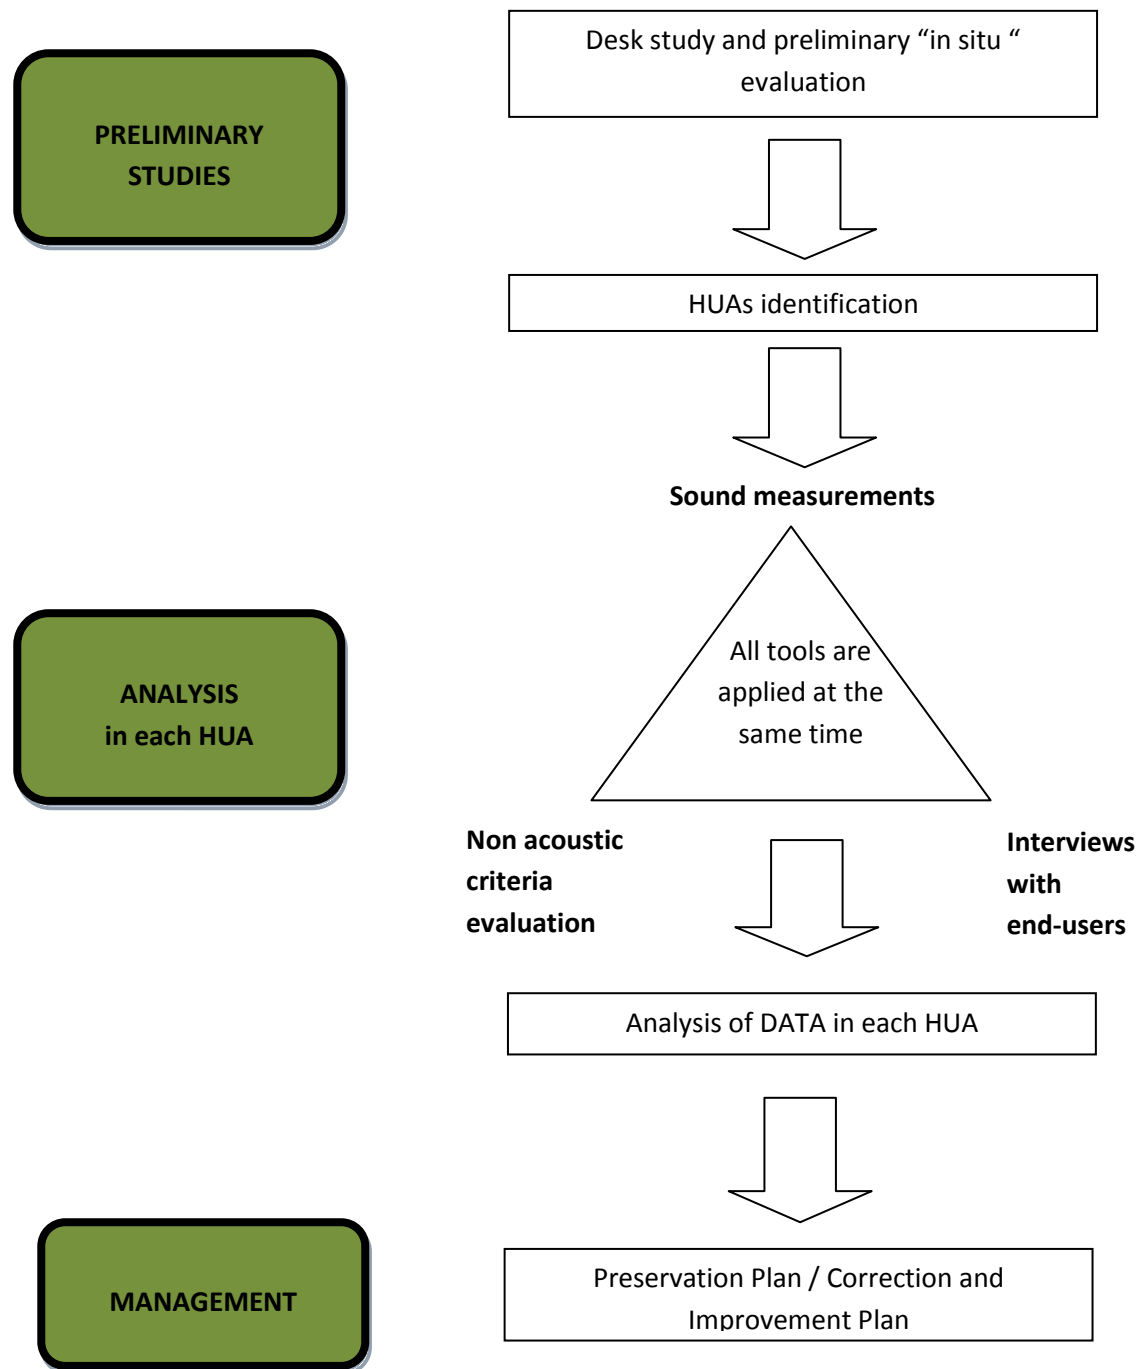 Desk study and preliminary “in situ “
evaluation
PRELIMINARY
STUDIES
HUAs identification
Sound measurements
All tools are
applied at the
same time
ANALYSIS
in each HUA
Non acoustic
criteria
evaluation
Interviews
with
end-users
Analysis of DATA in each HUA
Preservation Plan / Correction and
Improvement Plan
MANAGEMENT